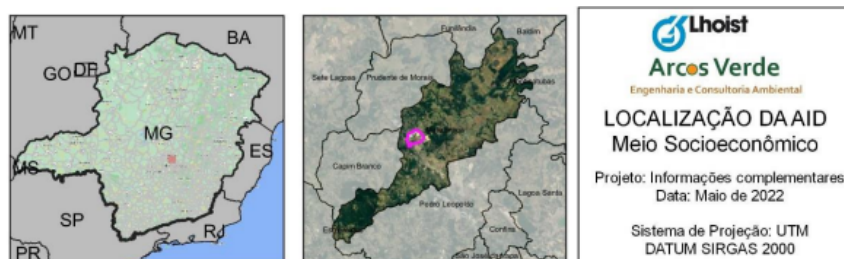 MT
BA
GO
DF
MG
ES
MS
SP
RJ
PR
Funilândia
Baldim
Sete Lagoas
Prudente de Morais
Capim Branco
Lagoa Santa
Pedro Leopoldo
Confins
Lhoist
Arcos Verde
Engenharia e Consultoria Ambiental
LOCALIZAÇÃO DA AID
Meio Socioeconômico
Projeto: Informações complementares
Data: Maio de 2022
Sistema de Projeção: UTM
DATUM SIRGAS 2000